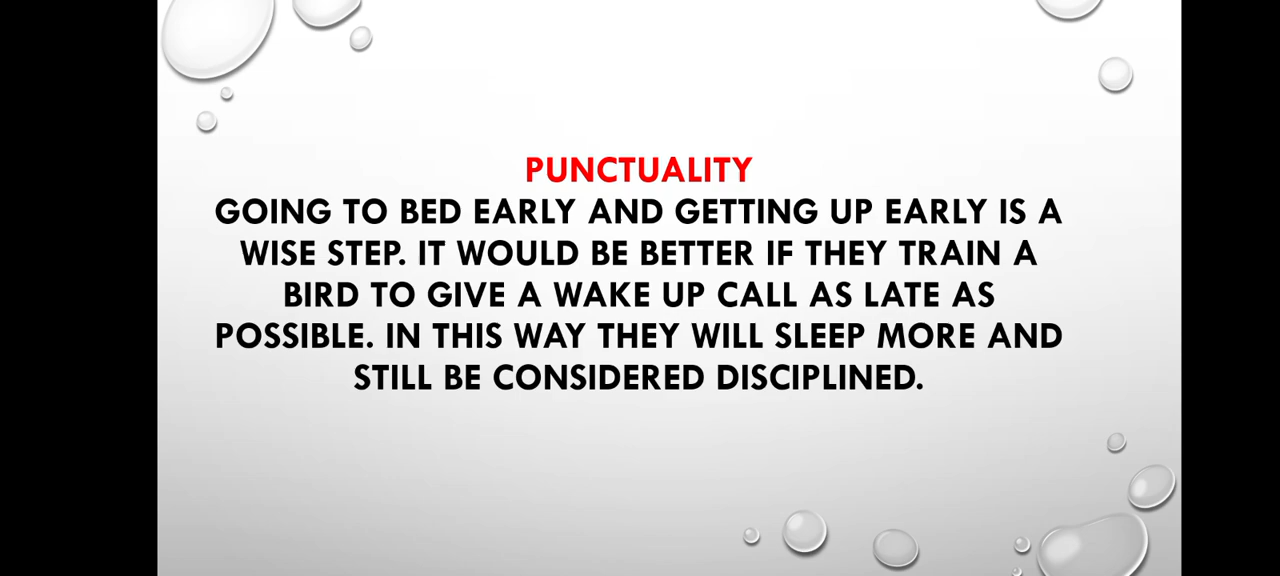 PUNCTUALITY
GOING TO BED EARLY AND GETTING UP EARLY IS A
WISE STEP. IT WOULD BE BETTER IF THEY TRAIN A
BIRD TO GIVE A WAKE UP CALL AS LATE AS
POSSIBLE. IN THIS WAY THEY WILL SLEEP MORE AND
STILL BE CONSIDERED DISCIPLINED.